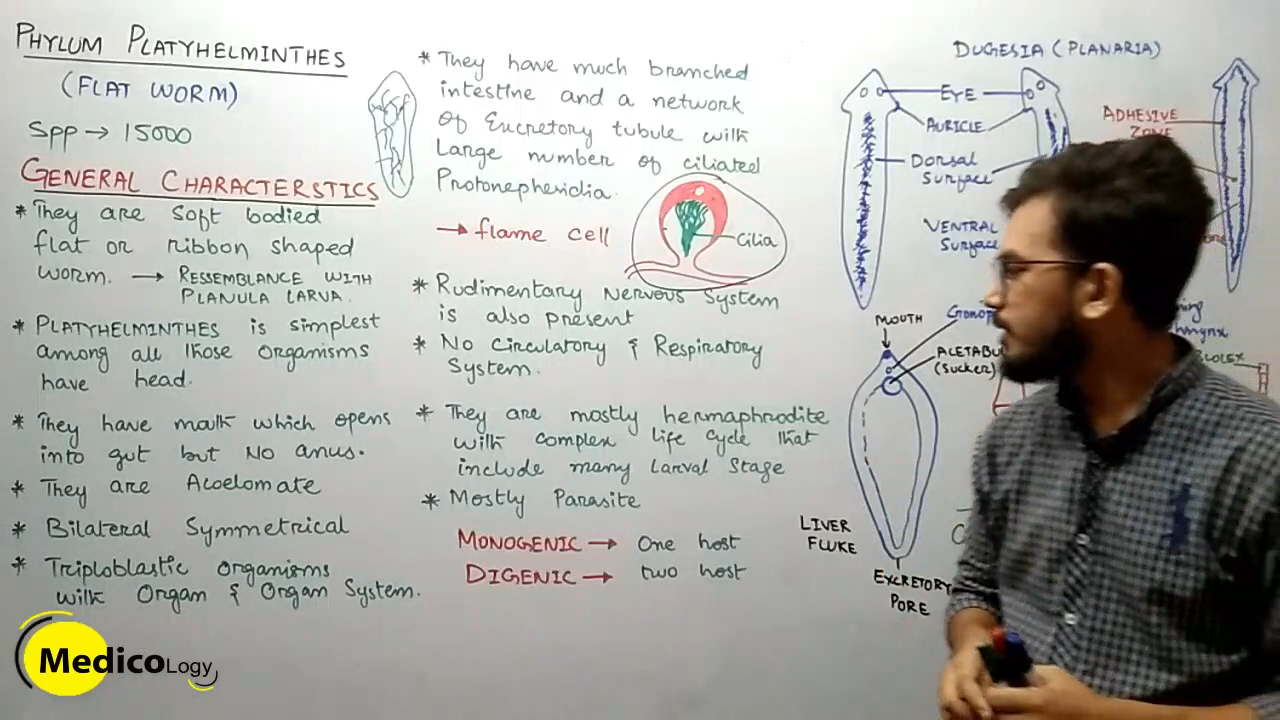 PHYLUM PLATYHELMINTHES
(FLAT WORM)
Spp → 15000
GENERAL CHARACTERSTICS
* They are soft bodied
flat or ribbon shaped
worm. → RESSEMBLANCE WITH
PLANULA LARVA.
* PLATYHELMINTHES is simplest
among all those organisms
have head.
* They have mouth which opens
into gut but No anus.
* They are Acoelomate
* Bilateral Symmetrical
* Triploblastic organisms
with Organ & Organ System.
* They have much branched
intestine and a network
of Excretory tubule with
Large number of ciliated
Protonephridia.
→ flame cell
Cilia
* Rudimentary Nervous System
is also present
* No Circulatory & Respiratory
System.
* They are mostly hermaphrodite
with complex life cycle that
include many larval stage
* Mostly Parasite
MONOGENIC → One host
DIGENIC → two host
DUGESIA (PLANARIA)
EYE
AURICLE
Dorsal
Surface
VENTRAL
Surface
ADHESIVE
ZONE
MOUTH
ACETABU
(Sucker)
LIVER
FLUKE
EXCRETORY
PORE
MedicoLogy